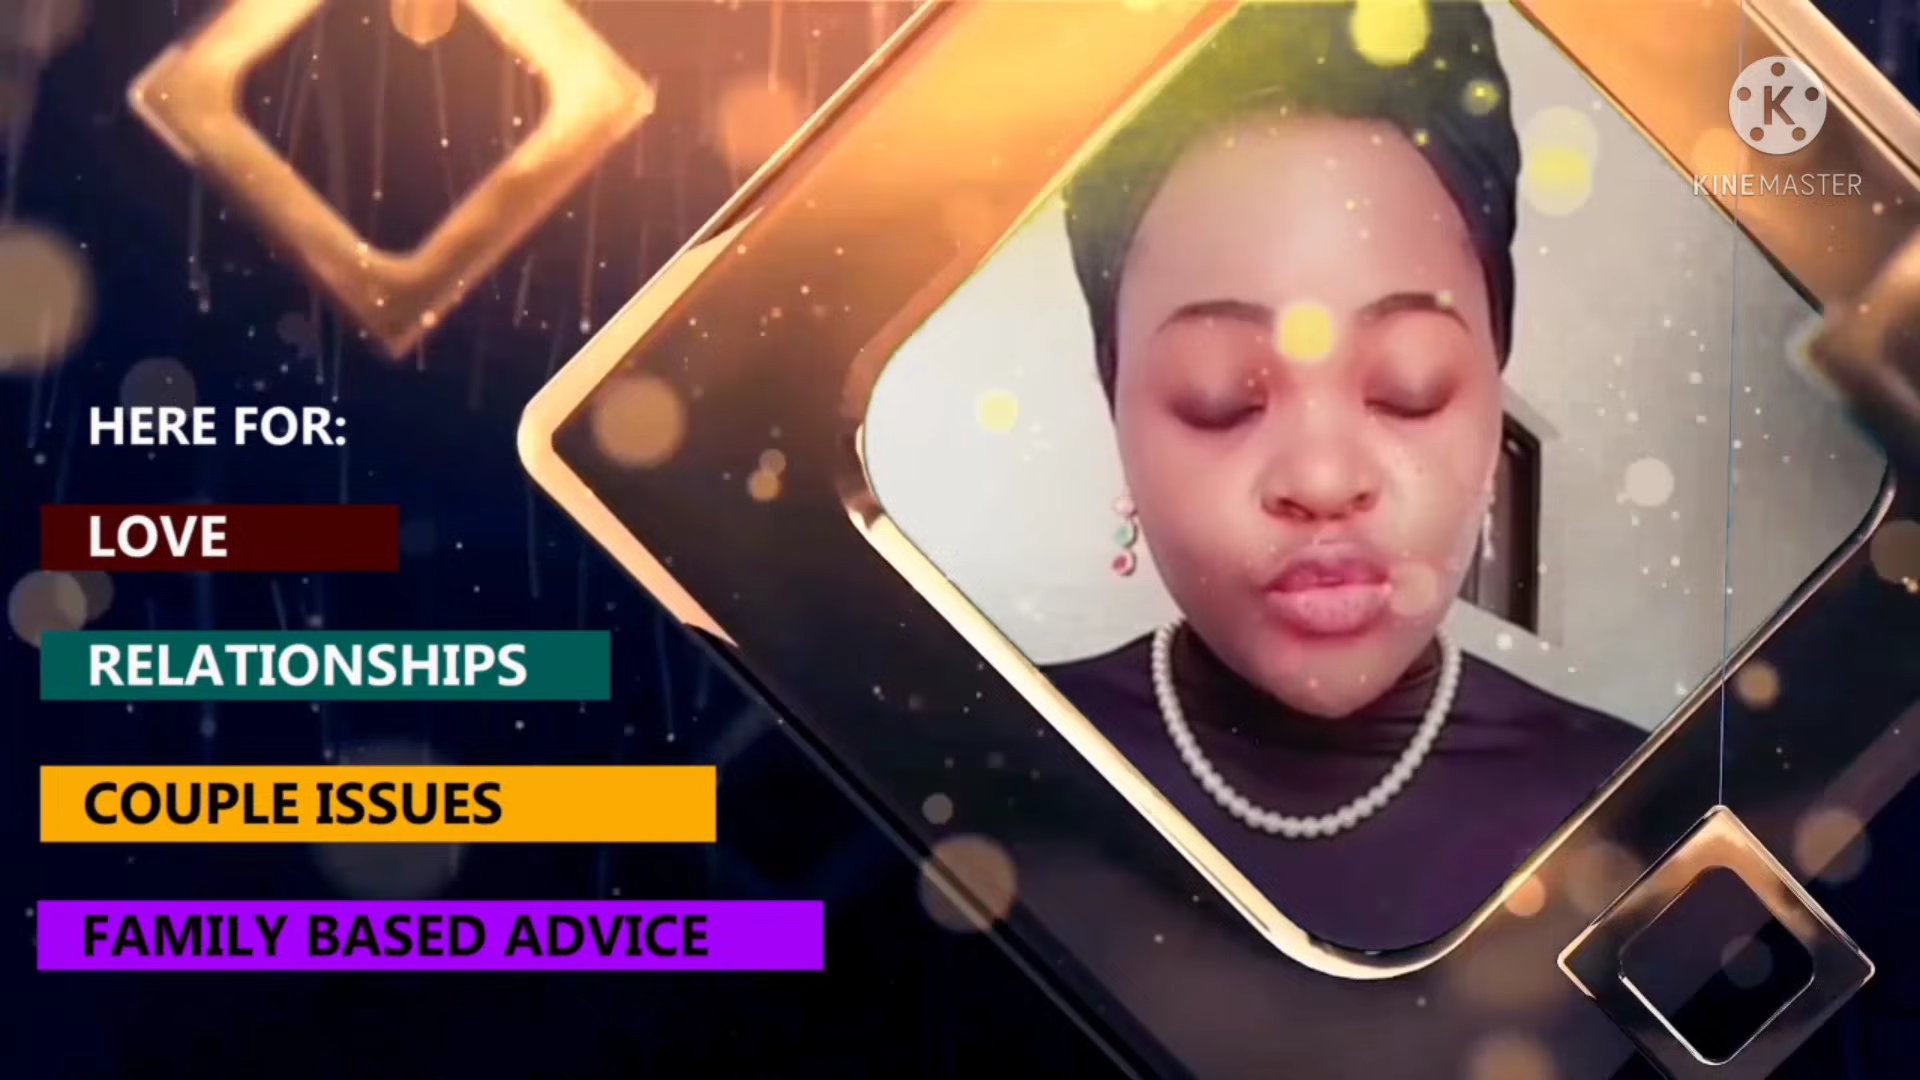 HERE FOR:
LOVE
RELATIONSHIPS
COUPLE ISSUES
FAMILY BASED ADVICE
K
KINEMASTER